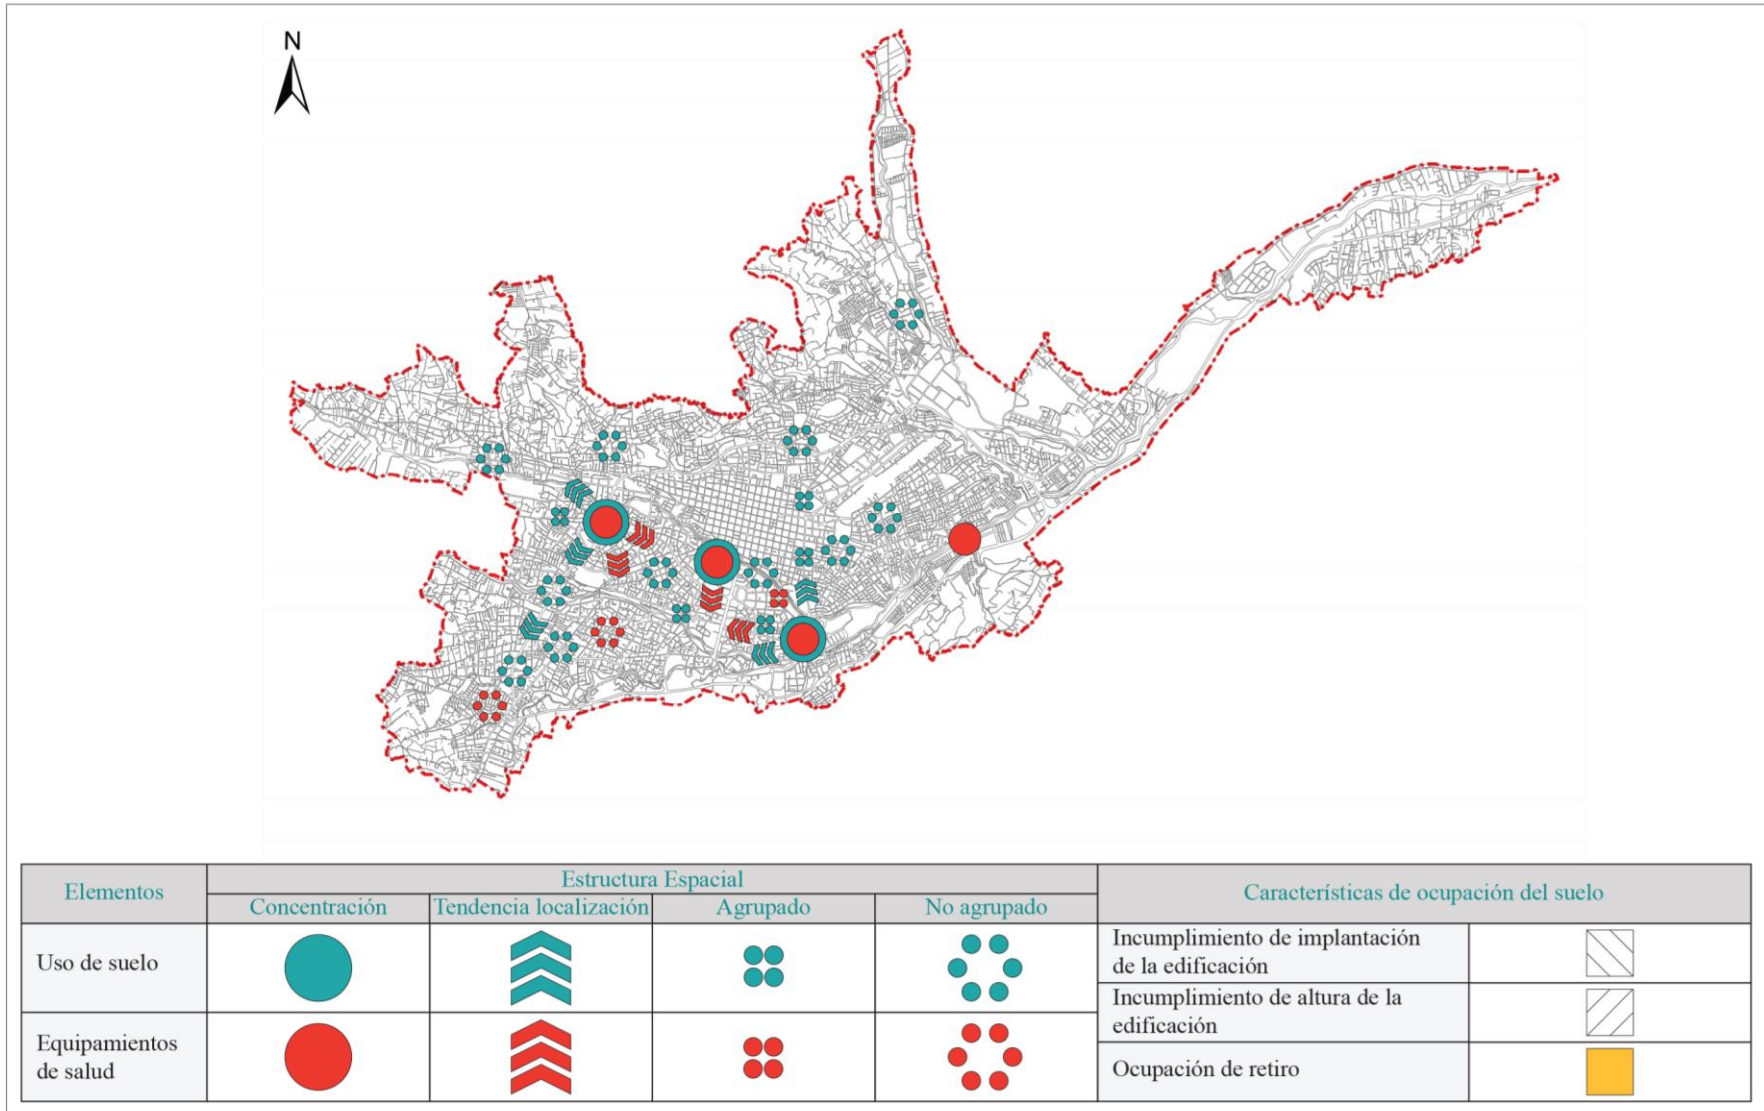 N
Elementos
Estructura Espacial
Características de ocupación del suelo
Concentración
Tendencia localización
Agrupado
No agrupado
Uso de suelo
Incumplimiento de implantación
de la edificación
Incumplimiento de altura de la
edificación
Equipamientos
de salud
Ocupación de retiro